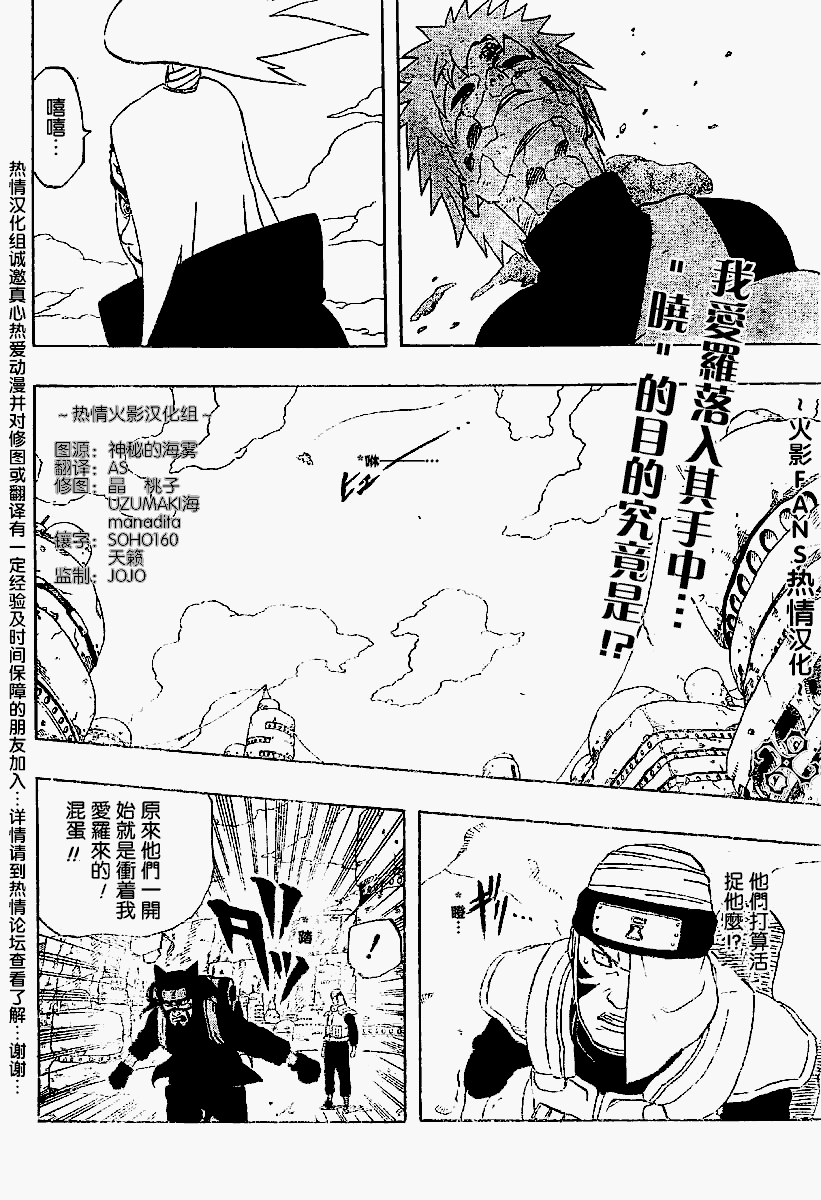 我愛羅落入其手中…
"曉"的目的究竟是!?
嘻
嘻…
～火影FANS热情汉化～
～热情火影汉化组～
图源：神秘的海雾
翻译：AS
修图：晶 桃子
UZUMAKI海
manadita
镶字：SOHO160
天籁
监制：JOJO
*咻——…
ヒュ
他們打算活
捉他麼!?
ギリ
*瞪…
！
ダッ
*踏
原來他們一開
始就是衝着我
愛羅來的！
混蛋!!
热情汉化组诚邀真心热爱动漫并对修图或翻译有一定经验及时间保障的朋友加入…详情请到热情论坛查看了解…谢谢…